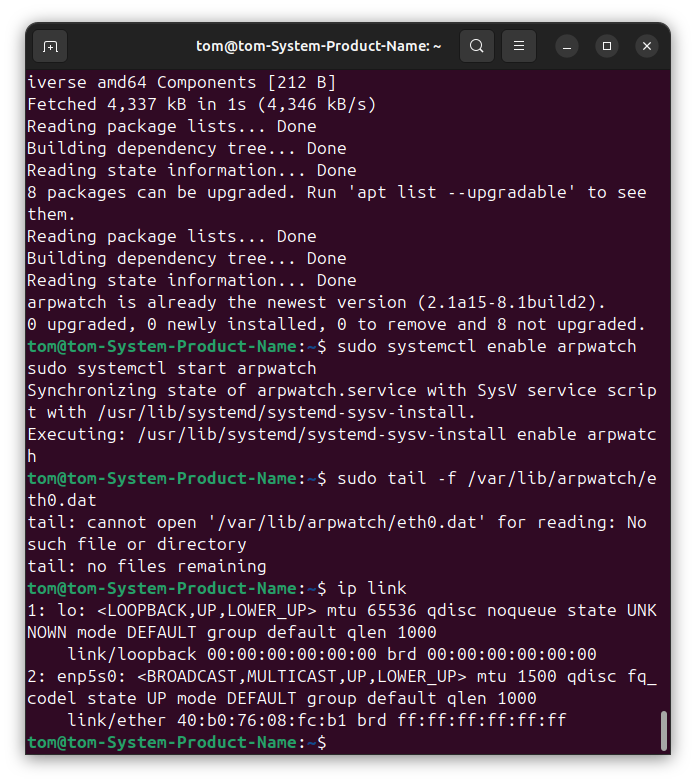 tom@tom-System-Product-Name: ~
iverse amd64 Components [212 B]
Fetched 4,337 kB in 1s (4,346 kB/s)
Reading package lists... Done
Building dependency tree... Done
Reading state information... Done
8 packages can be upgraded. Run 'apt list --upgradable' to see
them.
Reading package lists... Done
Building dependency tree... Done
Reading state information... Done
arpwatch is already the newest version (2.1a15-8.1build2).
0 upgraded, 0 newly installed, 0 to remove and 8 not upgraded.
tom@tom-System-Product-Name:~$ sudo systemctl enable arpwatch
sudo systemctl start arpwatch
Synchronizing state of arpwatch.service with SysV service scrip
t with /usr/lib/systemd/systemd-sysv-install.
Executing: /usr/lib/systemd/systemd-sysv-install enable arpwatc
h
tom@tom-System-Product-Name:~$ sudo tail -f /var/lib/arpwatch/e
th0.dat
tail: cannot open '/var/lib/arpwatch/eth0.dat' for reading: No
such file or directory
tail: no files remaining
tom@tom-System-Product-Name:~$ ip link
1: lo: <LOOPBACK,UP,LOWER_UP> mtu 65536 qdisc noqueue state UNK
NOWN mode DEFAULT group default qlen 1000
    link/loopback 00:00:00:00:00:00 brd 00:00:00:00:00:00
2: enp5s0: <BROADCAST,MULTICAST,UP,LOWER_UP> mtu 1500 qdisc fq_
codel state UP mode DEFAULT group default qlen 1000
    link/ether 40:b0:76:08:fc:b1 brd ff:ff:ff:ff:ff:ff
tom@tom-System-Product-Name:~$